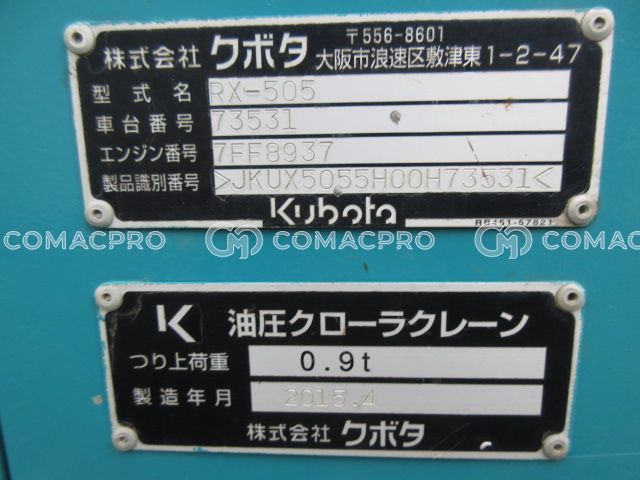 株式会社 クボタ 〒556-8601
大阪市浪速区敷津東1-2-47
型式名 RX-505
車台番号 73531
エンジン番号 7FF8937
製品識別番号 >JKUX5055H00H73531<
Kubota
RB451-57821
COMACPRO COMACPRO COMACPRO
油圧クローラクレーン
つり上荷重 0.9t
製造年月 2015.4
株式会社 クボタ